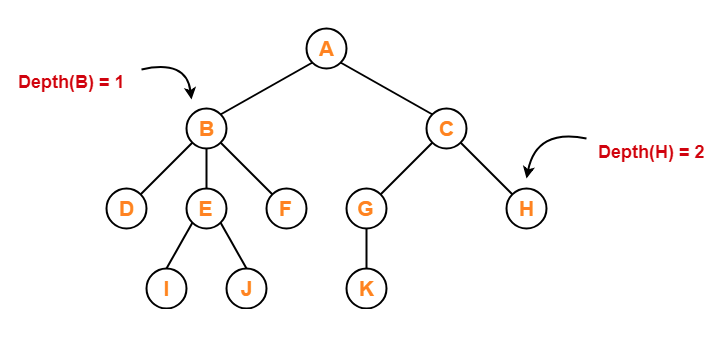 A
Depth(B) = 1
B
C
Depth(H) = 2
D
E
F
G
H
I
J
K